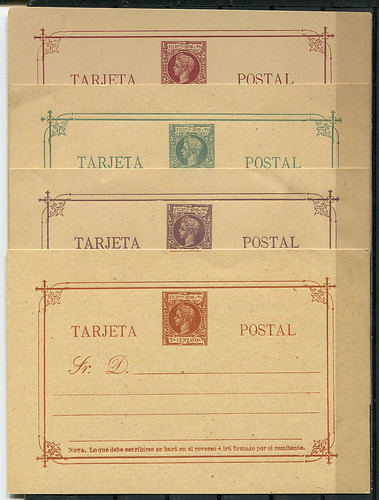 TARJETA POSTAL
TARJETA POSTAL
TARJETA POSTAL
TARJETA POSTAL
CENTAVOS
Sr. D.
NOTA. Lo que debe escribirse se hará en el reverso é irá firmado por el remitente.